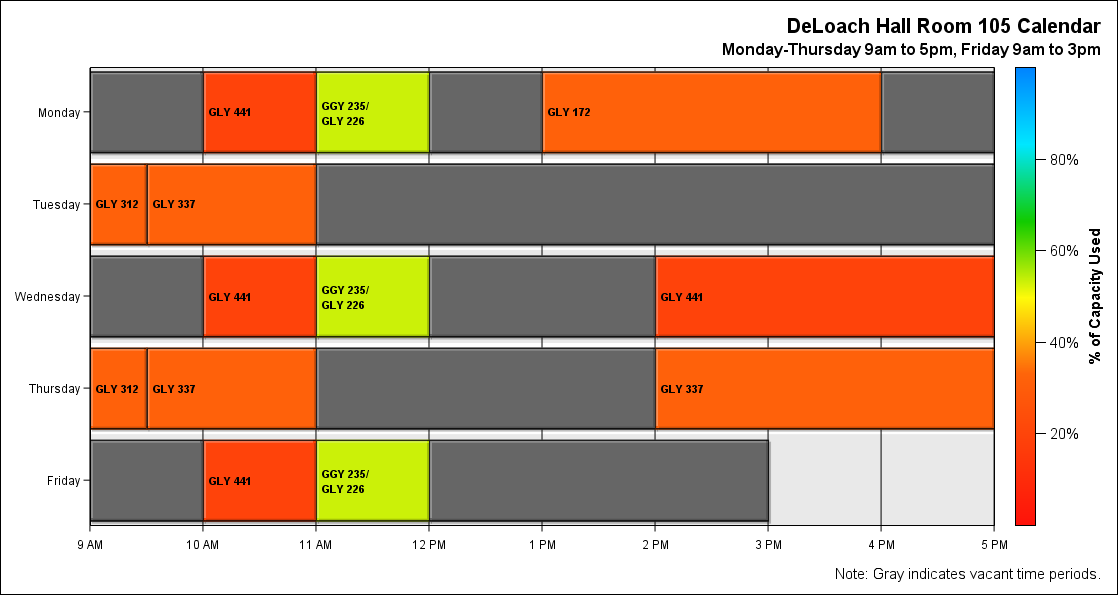 DeLoach Hall Room 105 Calendar
Monday-Thursday 9am to 5pm, Friday 9am to 3pm
Monday
GLY 441
GGY 235/
GLY 226
GLY 172
Tuesday
GLY 312
GLY 337
Wednesday
GLY 441
GGY 235/
GLY 226
GLY 441
Thursday
GLY 312
GLY 337
GLY 337
Friday
GLY 441
GGY 235/
GLY 226
9 AM
10 AM
11 AM
12 PM
1 PM
2 PM
3 PM
4 PM
5 PM
80%
60%
40%
20%
% of Capacity Used
Note: Gray indicates vacant time periods.